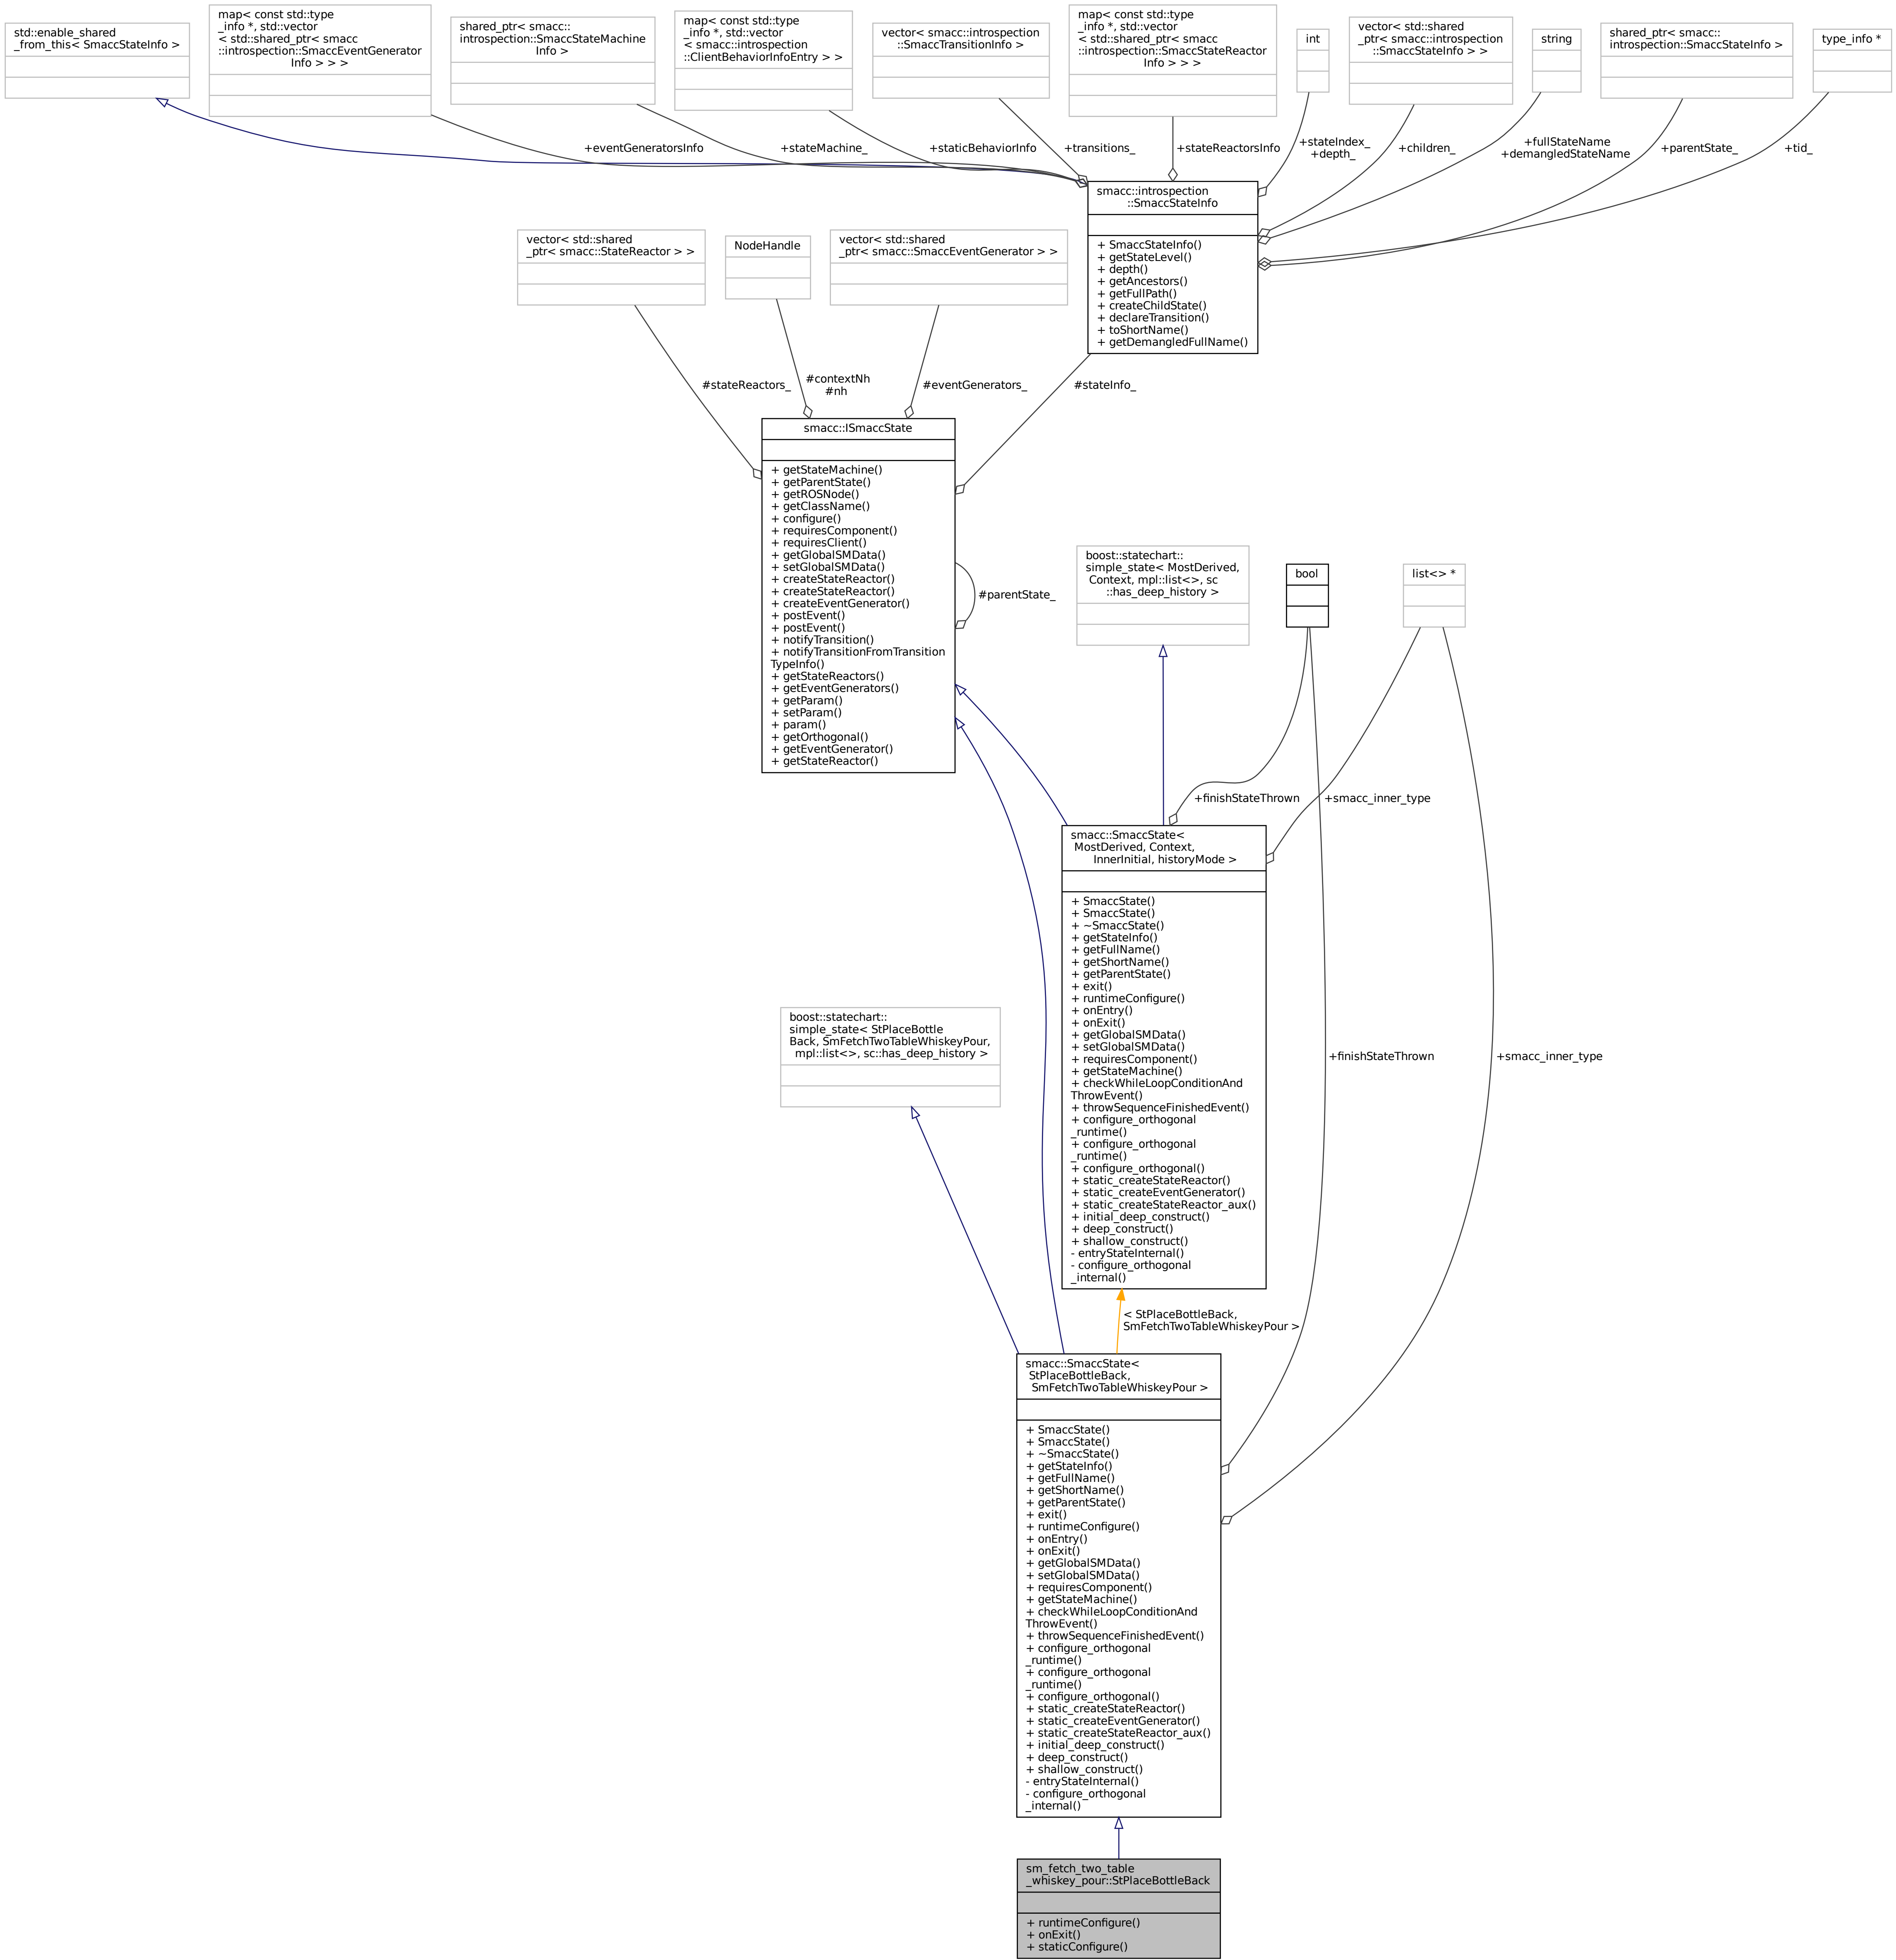 std::enable_shared
_from_this< SmaccStateInfo >
map< const std::type
_info *, std::vector
< std::shared_ptr< smacc
::introspection::SmaccEventGenerator
Info > > >
shared_ptr< smacc::
introspection::SmaccStateMachine
Info >
map< const std::type
_info *, std::vector
< smacc::introspection
::ClientBehaviorInfoEntry > >
vector< smacc::introspection
::SmaccTransitionInfo >
map< const std::type
_info *, std::vector
< std::shared_ptr< smacc
::introspection::SmaccStateReactor
Info > > >
int
vector< std::shared
_ptr< smacc::introspection
::SmaccStateInfo > >
string
shared_ptr< smacc::
introspection::SmaccStateInfo >
type_info *
+eventGeneratorsInfo
+stateMachine_
+staticBehaviorInfo
+transitions_
+stateReactorsInfo
+stateIndex_
+depth_
+children_
+fullStateName
+demangledStateName
+parentState_
+tid_
smacc::introspection
::SmaccStateInfo
+ SmaccStateInfo()
+ getStateLevel()
+ depth()
+ getAncestors()
+ getFullPath()
+ createChildState()
+ declareTransition()
+ toShortName()
+ getDemangledFullName()
vector< std::shared
_ptr< smacc::StateReactor > >
NodeHandle
vector< std::shared
_ptr< smacc::SmaccEventGenerator > >
#stateReactors_
#contextNh
#nh
#eventGenerators_
#stateInfo_
smacc::ISmaccState
+ getStateMachine()
+ getParentState()
+ getROSNode()
+ getClassName()
+ configure()
+ requiresComponent()
+ requiresClient()
+ getGlobalSMData()
+ setGlobalSMData()
+ createStateReactor()
+ createStateReactor()
+ createEventGenerator()
+ postEvent()
+ postEvent()
+ notifyTransition()
+ notifyTransitionFromTransition
TypeInfo()
+ getStateReactors()
+ getEventGenerators()
+ getParam()
+ setParam()
+ param()
+ getOrthogonal()
+ getEventGenerator()
+ getStateReactor()
#parentState_
boost::statechart::
simple_state< MostDerived,
Context, mpl::list<>, sc
::has_deep_history >
bool
list<> *
+finishStateThrown
+smacc_inner_type
smacc::SmaccState<
MostDerived, Context,
InnerInitial, historyMode >
+ SmaccState()
+ SmaccState()
+ ~SmaccState()
+ getStateInfo()
+ getFullName()
+ getShortName()
+ getParentState()
+ exit()
+ runtimeConfigure()
+ onEntry()
+ onExit()
+ getGlobalSMData()
+ setGlobalSMData()
+ requiresComponent()
+ getStateMachine()
+ checkWhileLoopConditionAnd
ThrowEvent()
+ throwSequenceFinishedEvent()
+ configure_orthogonal
_runtime()
+ configure_orthogonal
_runtime()
+ configure_orthogonal()
+ static_createStateReactor()
+ static_createEventGenerator()
+ static_createStateReactor_aux()
+ initial_deep_construct()
+ deep_construct()
+ shallow_construct()
- entryStateInternal()
- configure_orthogonal
_internal()
boost::statechart::
simple_state< StPlaceBottle
Back, SmFetchTwoTableWhiskeyPour,
mpl::list<>, sc::has_deep_history >
+finishStateThrown
+smacc_inner_type
< StPlaceBottleBack,
SmFetchTwoTableWhiskeyPour >
smacc::SmaccState<
StPlaceBottleBack,
SmFetchTwoTableWhiskeyPour >
+ SmaccState()
+ SmaccState()
+ ~SmaccState()
+ getStateInfo()
+ getFullName()
+ getShortName()
+ getParentState()
+ exit()
+ runtimeConfigure()
+ onEntry()
+ onExit()
+ getGlobalSMData()
+ setGlobalSMData()
+ requiresComponent()
+ getStateMachine()
+ checkWhileLoopConditionAnd
ThrowEvent()
+ throwSequenceFinishedEvent()
+ configure_orthogonal
_runtime()
+ configure_orthogonal
_runtime()
+ configure_orthogonal()
+ static_createStateReactor()
+ static_createEventGenerator()
+ static_createStateReactor_aux()
+ initial_deep_construct()
+ deep_construct()
+ shallow_construct()
- entryStateInternal()
- configure_orthogonal
_internal()
sm_fetch_two_table
_whiskey_pour::StPlaceBottleBack
+ runtimeConfigure()
+ onExit()
+ staticConfigure()